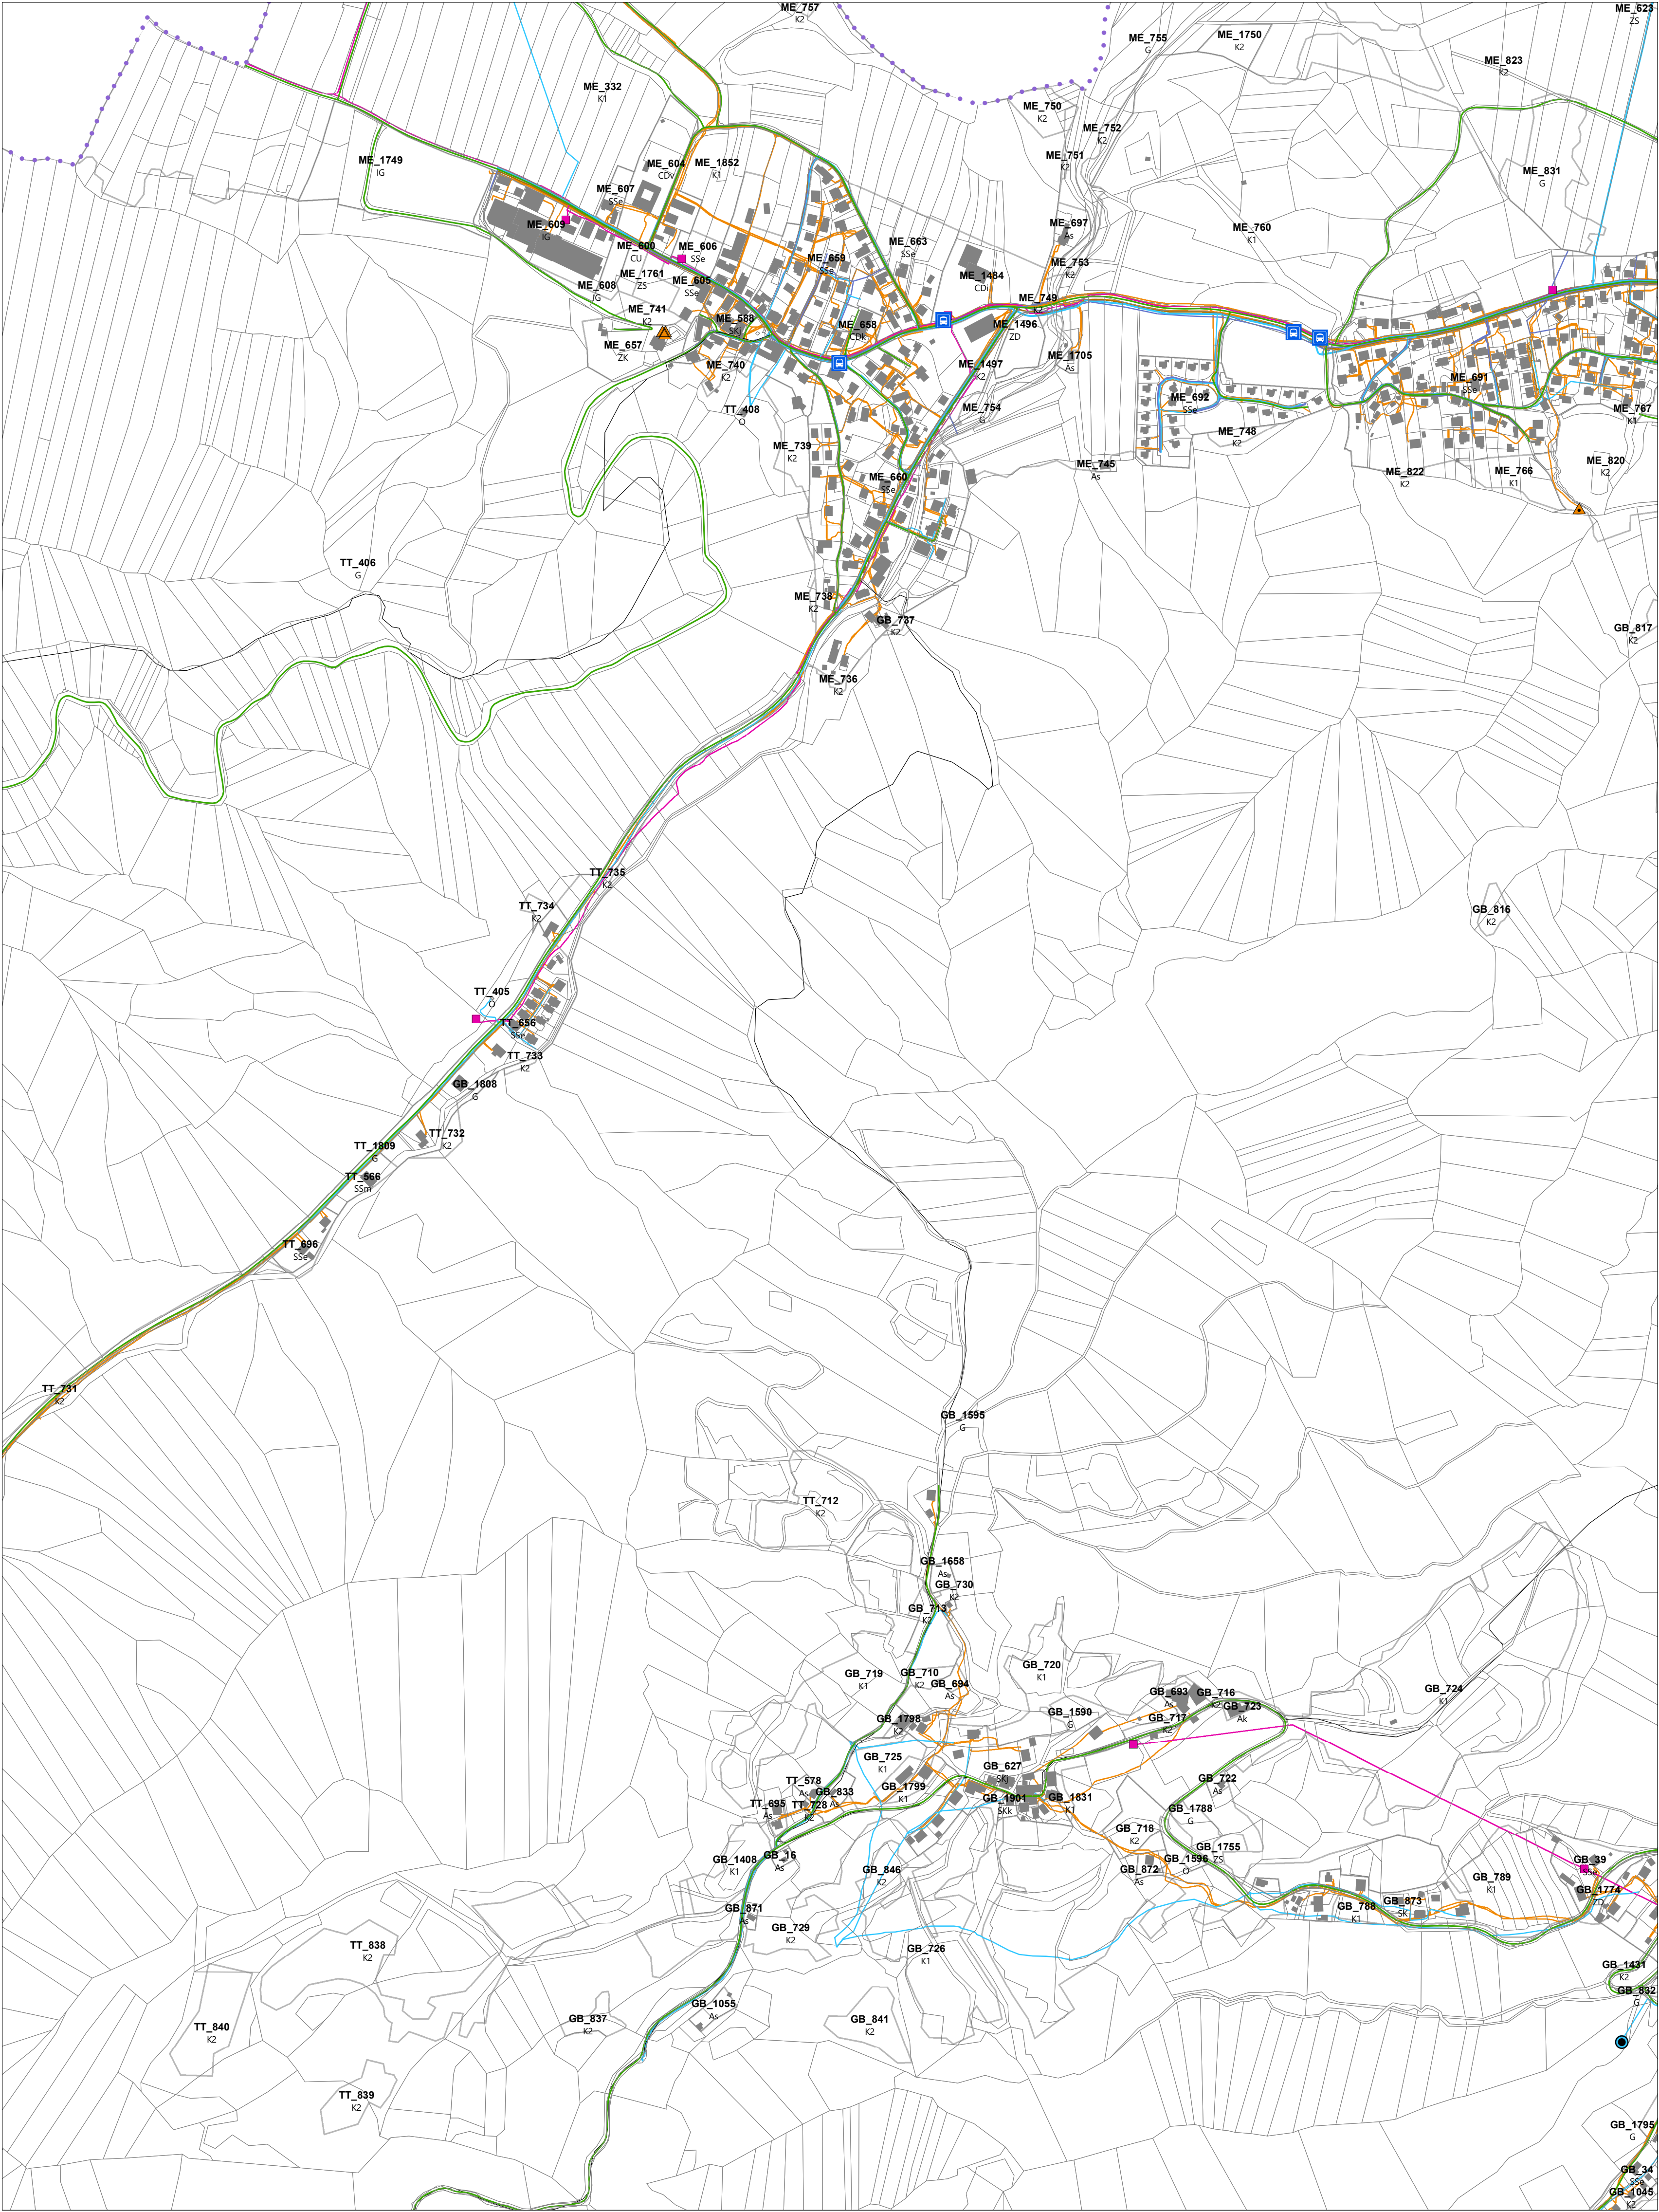 ME_757
K2
ME_623
ZS
ME_755
G
ME_1750
K2
ME_823
K2
ME_332
K1
ME_750
K2
ME_752
K2
ME_751
K2
ME_1749
IG
ME_604
CDv
ME_1852
K1
ME_831
G
ME_607
SSe
ME_609
IG
ME_697
As
ME_760
K1
ME_600
CU
ME_606
SSe
ME_663
SSe
ME_659
SSe
ME_753
K2
ME_1761
ZS
ME_605
SSe
ME_1484
CDi
ME_608
IG
ME_749
K2
ME_741
K2
ME_588
SKj
ME_658
CDk
ME_1496
ZD
ME_657
ZK
ME_1705
As
ME_740
K2
ME_1497
K2
ME_691
SSe
ME_692
SSe
TT_408
O
ME_754
G
ME_767
K1
ME_748
K2
ME_739
K2
ME_745
As
ME_822
K2
ME_766
K1
ME_820
K2
ME_660
SSe
TT_406
G
ME_738
K2
GB_737
K2
GB_817
K2
ME_736
K2
TT_735
K2
TT_734
K2
GB_816
K2
TT_405
O
TT_656
SSe
TT_733
K2
GB_1808
G
TT_732
K2
TT_1809
G
TT_566
SSm
TT_696
SSe
TT_731
K2
GB_1595
G
TT_712
K2
GB_1658
As
GB_730
K2
GB_713
K2
GB_720
K1
GB_719
K1
GB_710
K2
GB_694
As
GB_693
As
GB_716
K2
GB_724
K1
GB_723
Ak
GB_1590
G
GB_717
K2
GB_1798
K2
GB_725
K1
GB_627
SKj
GB_722
As
TT_578
As
GB_833
As
GB_1799
K1
TT_695
As
TT_728
K2
GB_1901
SKk
GB_1831
K1
GB_1788
G
GB_718
K2
GB_1755
ZS
GB_16
As
GB_1408
K1
GB_1596
O
GB_39
SSe
GB_846
K2
GB_872
As
GB_789
K1
GB_1774
ZD
GB_873
SK
GB_788
K1
GB_871
As
GB_729
K2
TT_838
K2
GB_726
K1
GB_1431
K2
GB_832
G
GB_1055
As
GB_837
K2
GB_841
K2
TT_840
K2
TT_839
K2
GB_1795
G
GB_34
SSe
GB_1045
K2